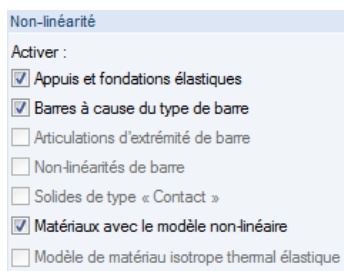 Non-linéarité
Activer :
Appuis et fondations élastiques
Barres à cause du type de barre
Articulations d'extrémité de barre
Non-linéarités de barre
Solides de type « Contact »
Matériaux avec le modèle non-linéaire
Modèle de matériau isotrope thermal élastique